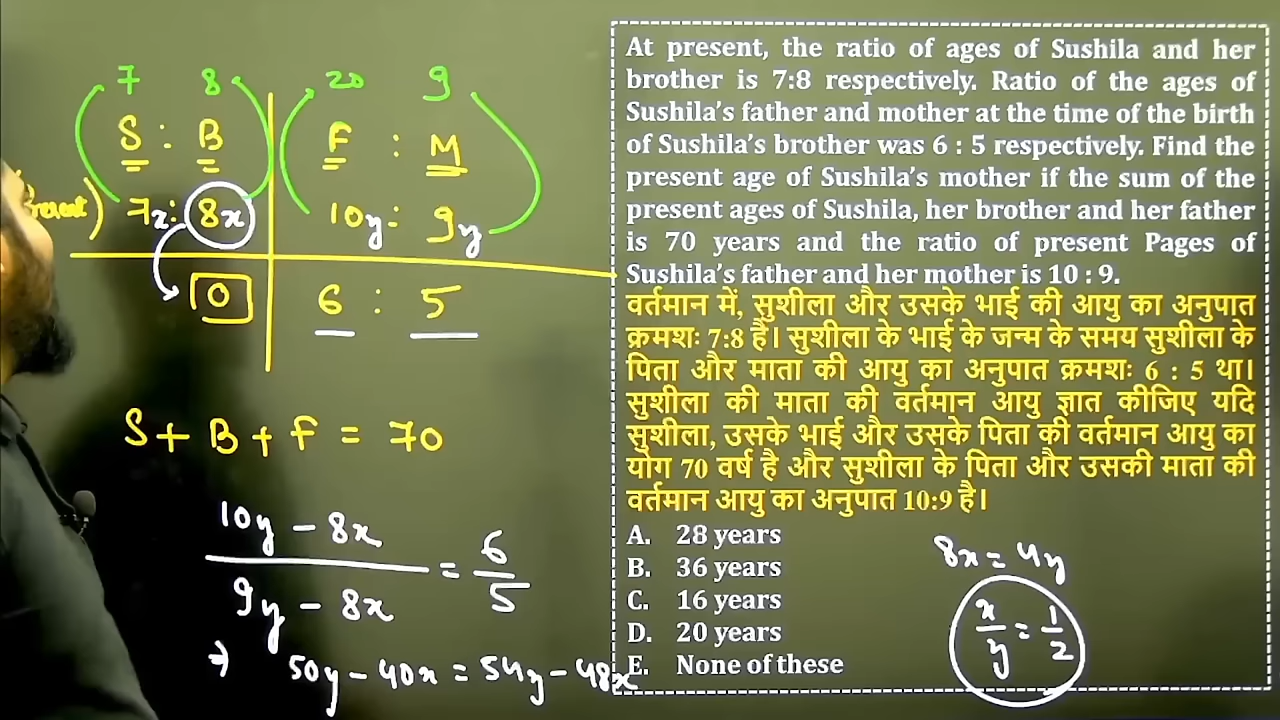 7 8 20 9
S : B F : M
7x : 8x 10y : 9y
0 6 : 5
S + B + F = 70
10y - 8x
9y - 8x
= 6/5
⇒ 50y - 40x = 54y - 48x
At present, the ratio of ages of Sushila and her
brother is 7:8 respectively. Ratio of the ages of
Sushila’s father and mother at the time of the birth
of Sushila’s brother was 6 : 5 respectively. Find the
present age of Sushila’s mother if the sum of the
present ages of Sushila, her brother and her father
is 70 years and the ratio of present Pages of
Sushila’s father and her mother is 10 : 9.
वर्तमान में, सुशीला और उसके भाई की आयु का अनुपात
क्रमशः 7:8 है। सुशीला के भाई के जन्म के समय सुशीला के
पिता और माता की आयु का अनुपात क्रमशः 6 : 5 था।
सुशीला की माता की वर्तमान आयु ज्ञात कीजिए यदि
सुशीला, उसके भाई और उसके पिता की वर्तमान आयु का
योग 70 वर्ष है और सुशीला के पिता और उसकी माता की
वर्तमान आयु का अनुपात 10:9 है।
A. 28 years
B. 36 years
C. 16 years
D. 20 years
E. None of these
8x = 4y
x/y = 1/2